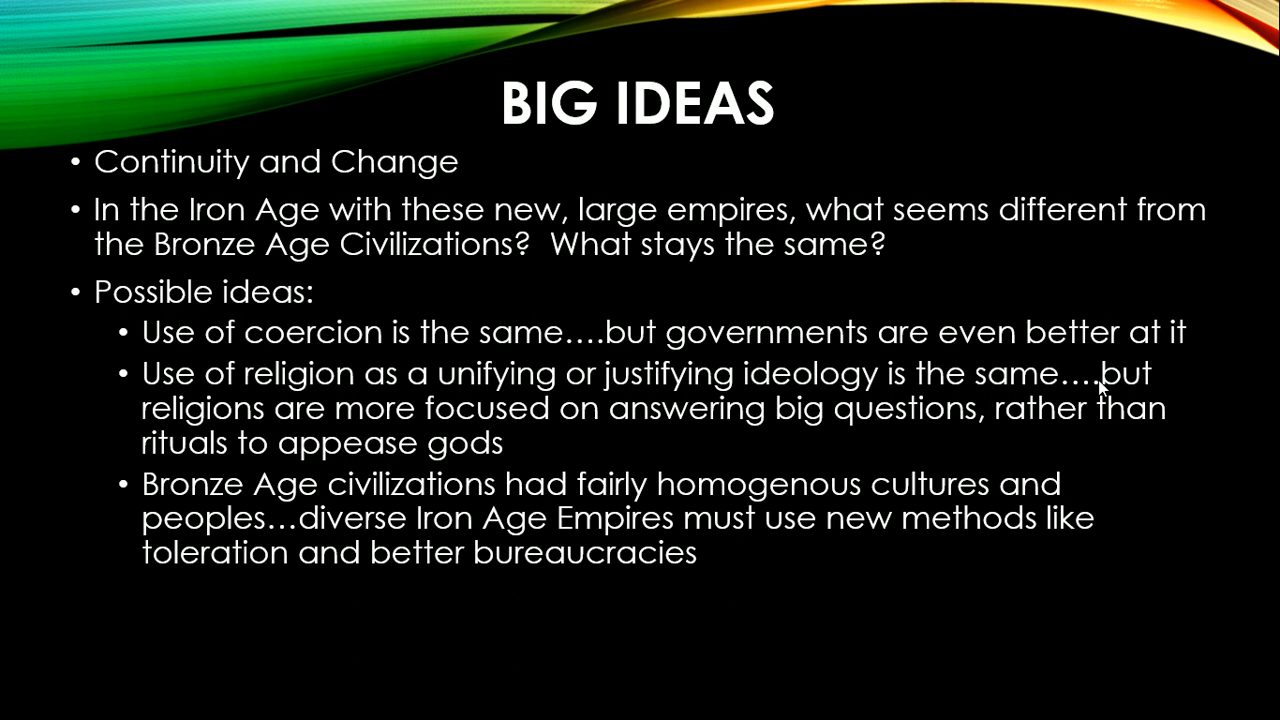 BIG IDEAS
• Continuity and Change
• In the Iron Age with these new, large empires, what seems different from
the Bronze Age Civilizations?  What stays the same?
• Possible ideas:
• Use of coercion is the same….but governments are even better at it
• Use of religion as a unifying or justifying ideology is the same….but
religions are more focused on answering big questions, rather than
rituals to appease gods
• Bronze Age civilizations had fairly homogenous cultures and
peoples…diverse Iron Age Empires must use new methods like
toleration and better bureaucracies